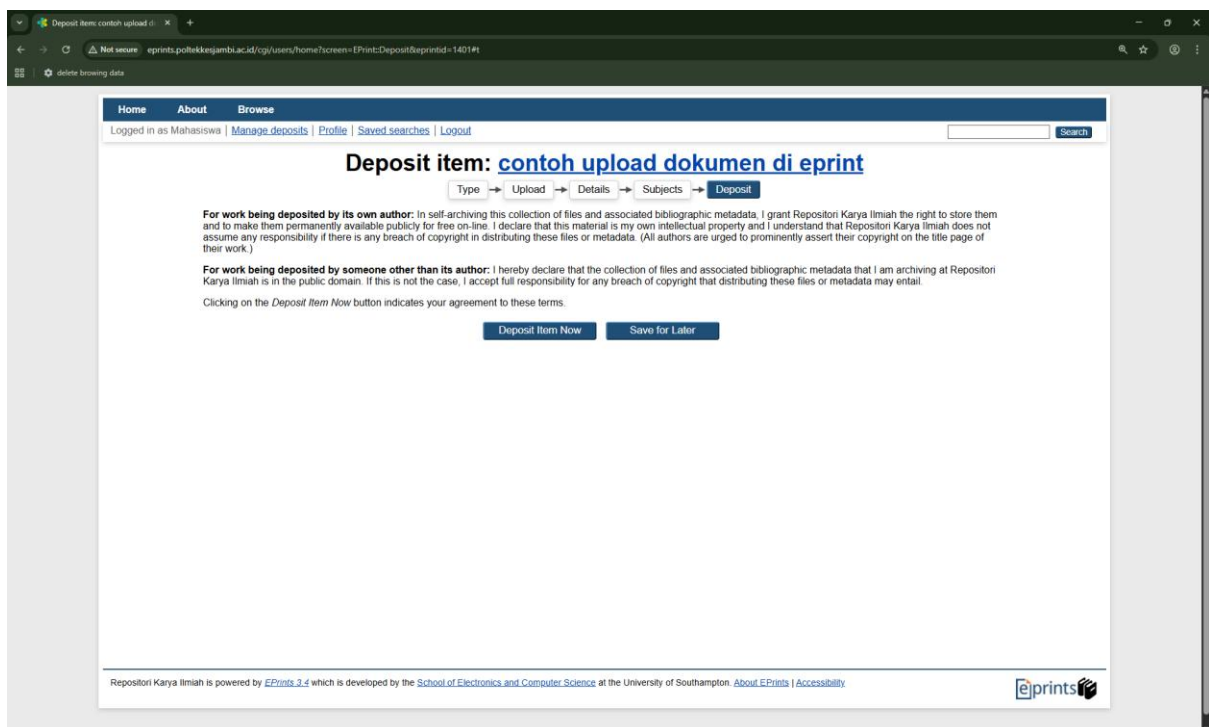 Deposit item: contoh upload d
Not secure eprints.poltekkesjambi.ac.id/cgi/users/home?screen=EPrint::Deposit&eprintid=1401#t
delete browing data
Home About Browse
Logged in as Mahasiswa | Manage deposits | Profile | Saved searches | Logout Search
Deposit item: contoh upload dokumen di eprint
Type Upload Details Subjects Deposit
For work being deposited by its own author: In self-archiving this collection of files and associated bibliographic metadata, I grant Repositori Karya Ilmiah the right to store them
and to make them permanently available publicly for free on-line. I declare that this material is my own intellectual property and I understand that Repositori Karya Ilmiah does not
assume any responsibility if there is any breach of copyright in distributing these files or metadata. (All authors are urged to prominently assert their copyright on the title page of
their work.)
For work being deposited by someone other than its author: I hereby declare that the collection of files and associated bibliographic metadata that I am archiving at Repositori
Karya Ilmiah is in the public domain. If this is not the case, I accept full responsibility for any breach of copyright that distributing these files or metadata may entail.
Clicking on the Deposit Item Now button indicates your agreement to these terms.
Deposit Item Now Save for Later
Repositori Karya Ilmiah is powered by EPrints 3.4 which is developed by the School of Electronics and Computer Science at the University of Southampton. About EPrints | Accessibility
eprints